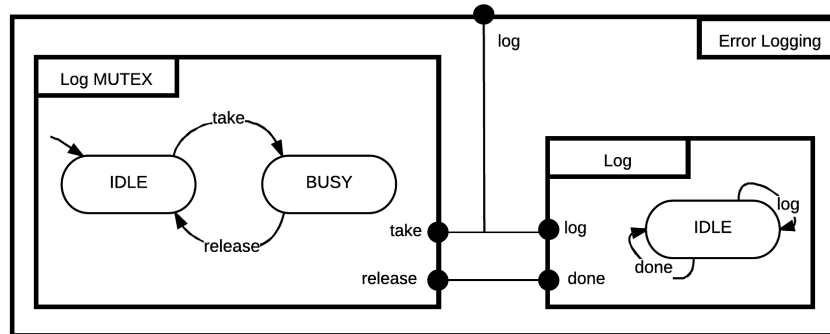 log
Error Logging
Log MUTEX
take
IDLE
BUSY
release
take
release
Log
log
done
IDLE
log
done